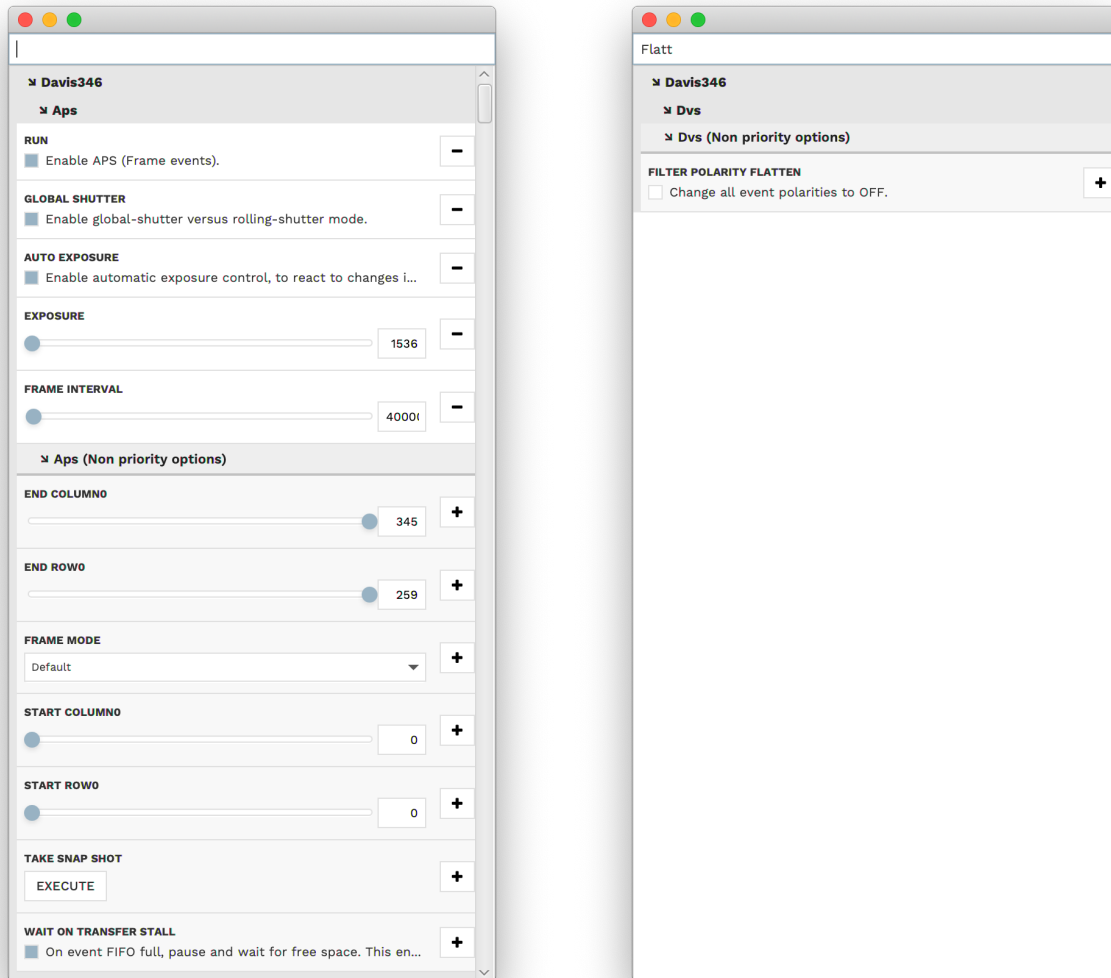 Davis346
Aps
RUN
Enable APS (Frame events).
GLOBAL SHUTTER
Enable global-shutter versus rolling-shutter mode.
AUTO EXPOSURE
Enable automatic exposure control, to react to changes i...
EXPOSURE
1536
FRAME INTERVAL
4000
Aps (Non priority options)
END COLUMN0
345
END ROW0
259
FRAME MODE
Default
START COLUMN0
0
START ROW0
0
TAKE SNAP SHOT
EXECUTE
WAIT ON TRANSFER STALL
On event FIFO full, pause and wait for free space. This en...
Flatt
Davis346
Dvs
Dvs (Non priority options)
FILTER POLARITY FLATTEN
Change all event polarities to OFF.